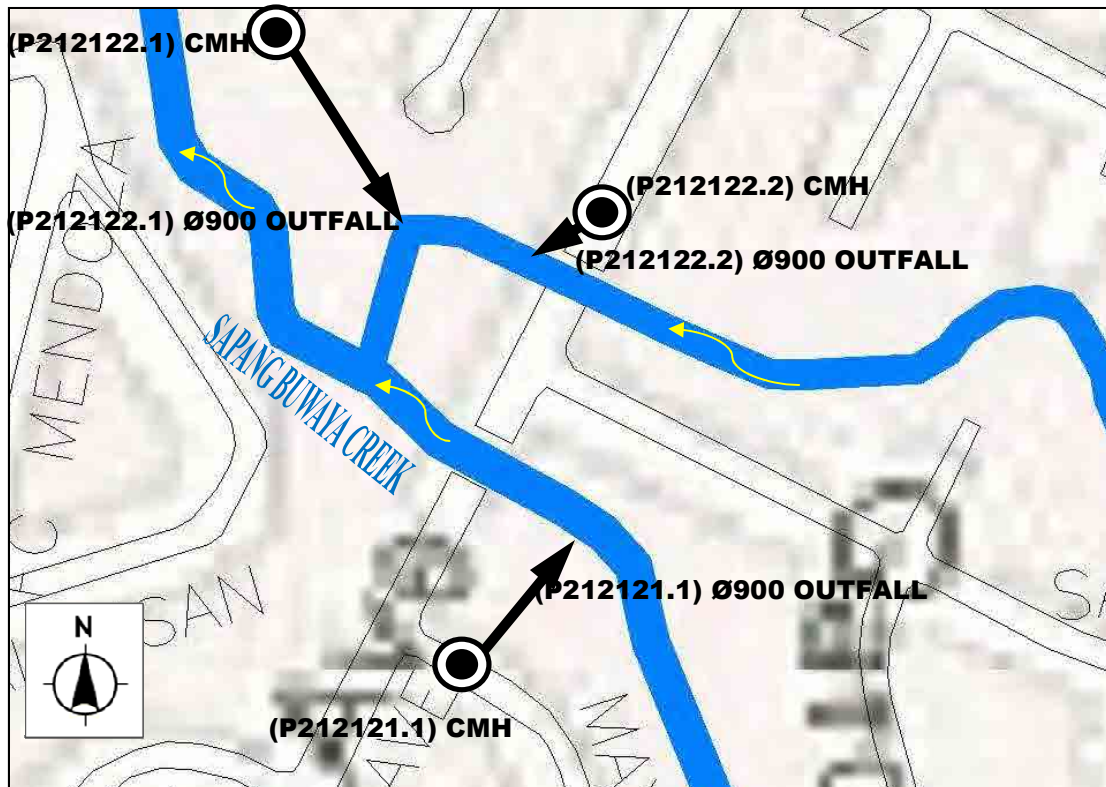 (P212122.1) CMH
(P212122.2) CMH
(P212122.1) Ø900 OUTFALL
(P212122.2) Ø900 OUTFALL
MENDOZA
SAPANG BUWAYA CREEK
(P212121.1) Ø900 OUTFALL
SAN
N
(P212121.1) CMH